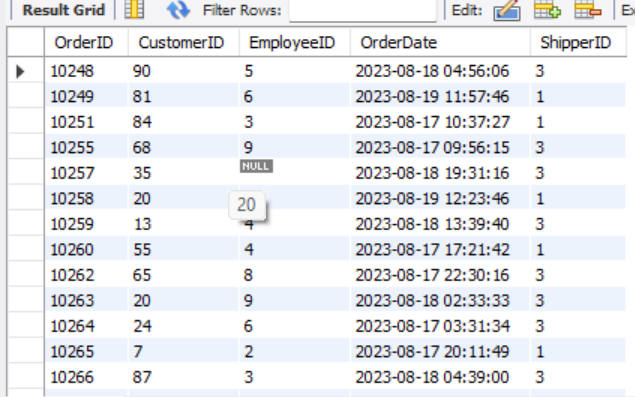 Result Grid Filter Rows: Edit:
OrderID CustomerID EmployeeID OrderDate ShipperID
10248 90 5 2023-08-18 04:56:06 3
10249 81 6 2023-08-19 11:57:46 1
10251 84 3 2023-08-17 10:37:27 1
10255 68 9 2023-08-17 09:56:15 3
10257 35 NULL 2023-08-18 19:31:16 3
10258 20 2023-08-19 12:23:46 1
20
10259 13 4 2023-08-18 13:39:40 3
10260 55 4 2023-08-17 17:21:42 1
10262 65 8 2023-08-17 22:30:16 3
10263 20 9 2023-08-18 02:33:33 3
10264 24 6 2023-08-17 03:31:34 3
10265 7 2 2023-08-17 20:11:49 1
10266 87 3 2023-08-18 04:39:00 3